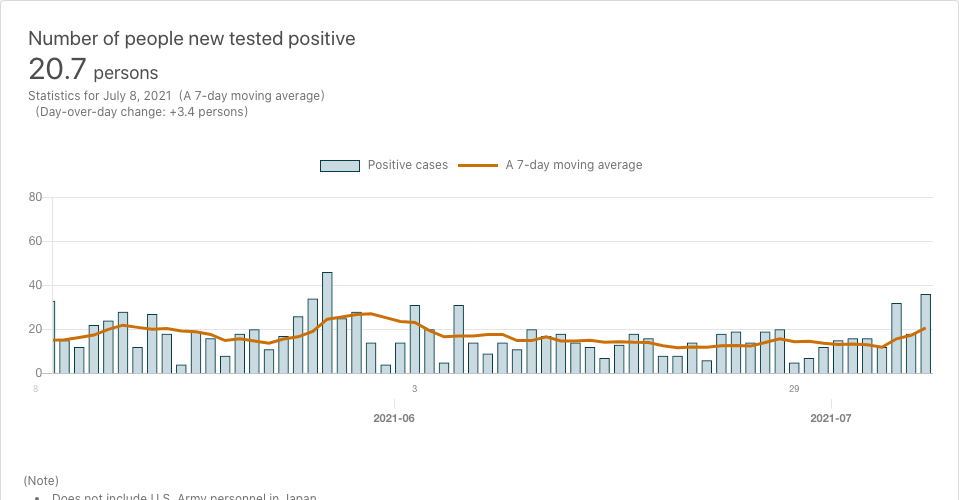 Number of people new tested positive
20.7 persons
Statistics for July 8, 2021 (A 7-day moving average)
(Day-over-day change: +3.4 persons)
Positive cases A 7-day moving average
80
60
40
20
0
8 3 29
2021-06 2021-07
(Note)
• Does not include U.S. Army personnel in Japan